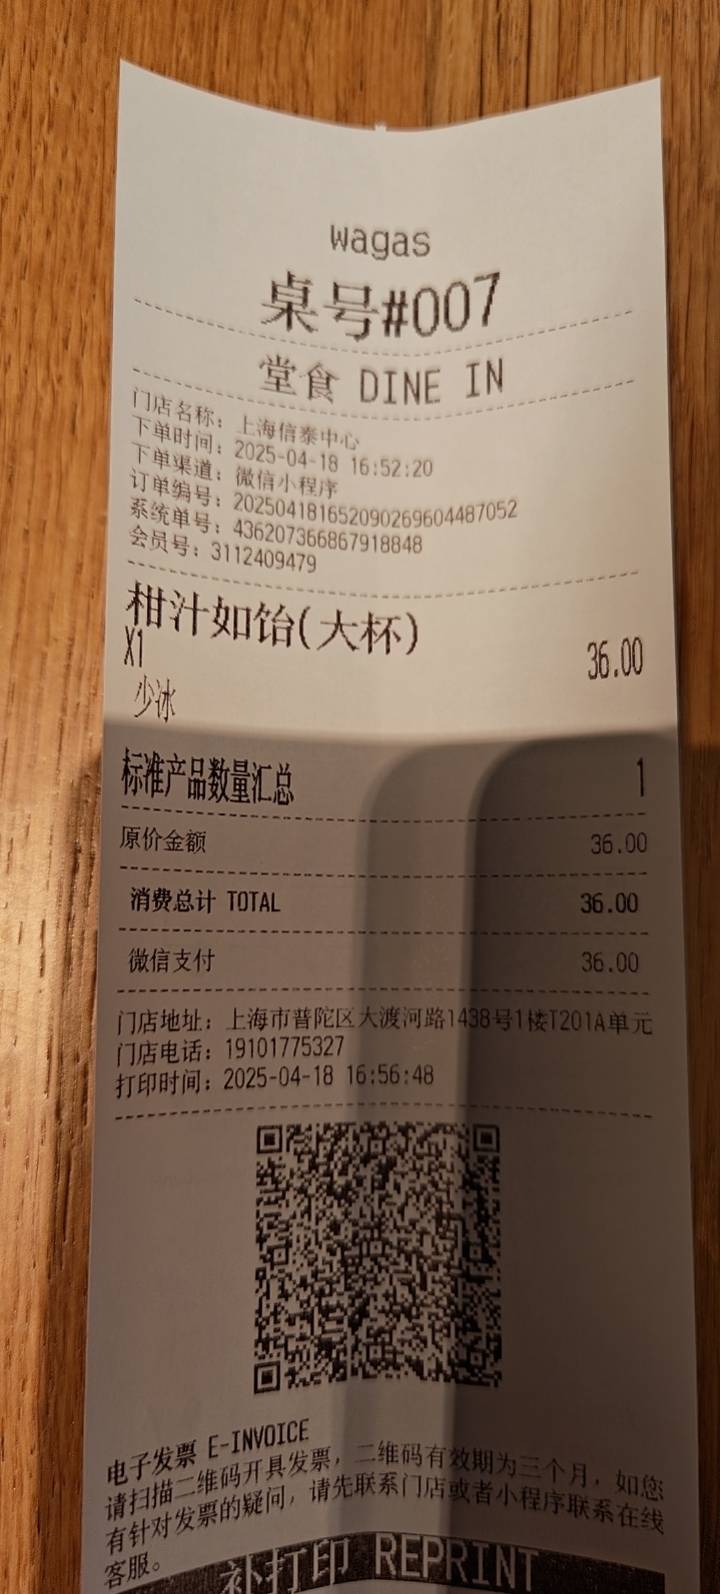 wagas
桌号#007
堂食 DINE IN
门店名称：上海信泰中心
下单时间：2025-04-18 16:52:20
下单渠道：微信小程序
订单编号：2025041816520902696044487052
系统单号：436207366867918848
会员号：3112409479
柑汁如饴(大杯)
X1 36.00
少冰
标准产品数量汇总 1
原价金额 36.00
消费总计 TOTAL 36.00
微信支付 36.00
门店地址：上海市普陀区大渡河路1438号1楼T201A单元
门店电话：19101775327
打印时间：2025-04-18 16:56:48
电子发票 E-INVOICE
请扫描二维码开具发票，二维码有效期为三个月，如您
有针对发票的疑问，请先联系门店或者小程序联系在线
客服。
补打印 REPRINT